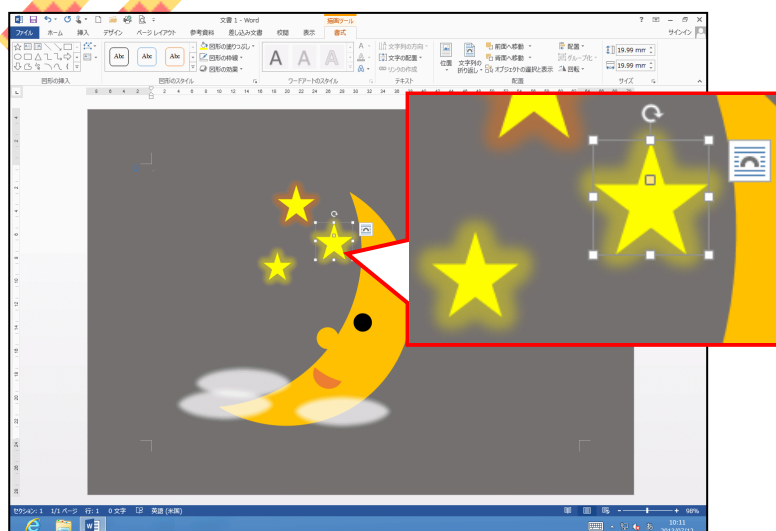 文書 1 - Word
描画ツール
サインイン
ファイル ホーム 挿入 デザイン ページ レイアウト 参考資料 差し込み文書 校閲 表示 書式
図形の塗りつぶし
図形の枠線
図形の効果
Abc Abc Abc
A A A
文字列の方向
文字の配置
リンクの作成
位置
文字列の
折り返し
前面へ移動
背面へ移動
オブジェクトの選択と表示
配置
グループ化
回転
19.99 mm
19.99 mm
図形の挿入 図形のスタイル ワードアートのスタイル テキスト 配置 サイズ
セクション: 1 1/1 ページ 行: 1 0 文字 英語 (米国)
98%
10:11